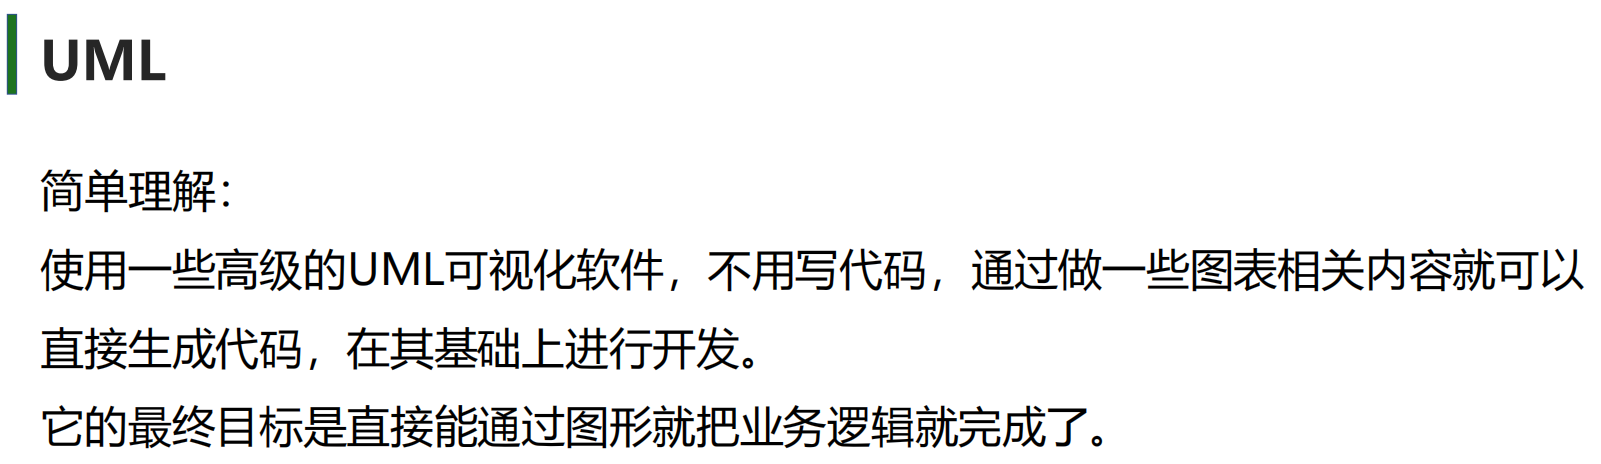 UML
简单理解：
使用一些高级的UML可视化软件，不用写代码，通过做一些图表相关内容就可以
直接生成代码，在其基础上进行开发。
它的最终目标是直接能通过图形就把业务逻辑就完成了。